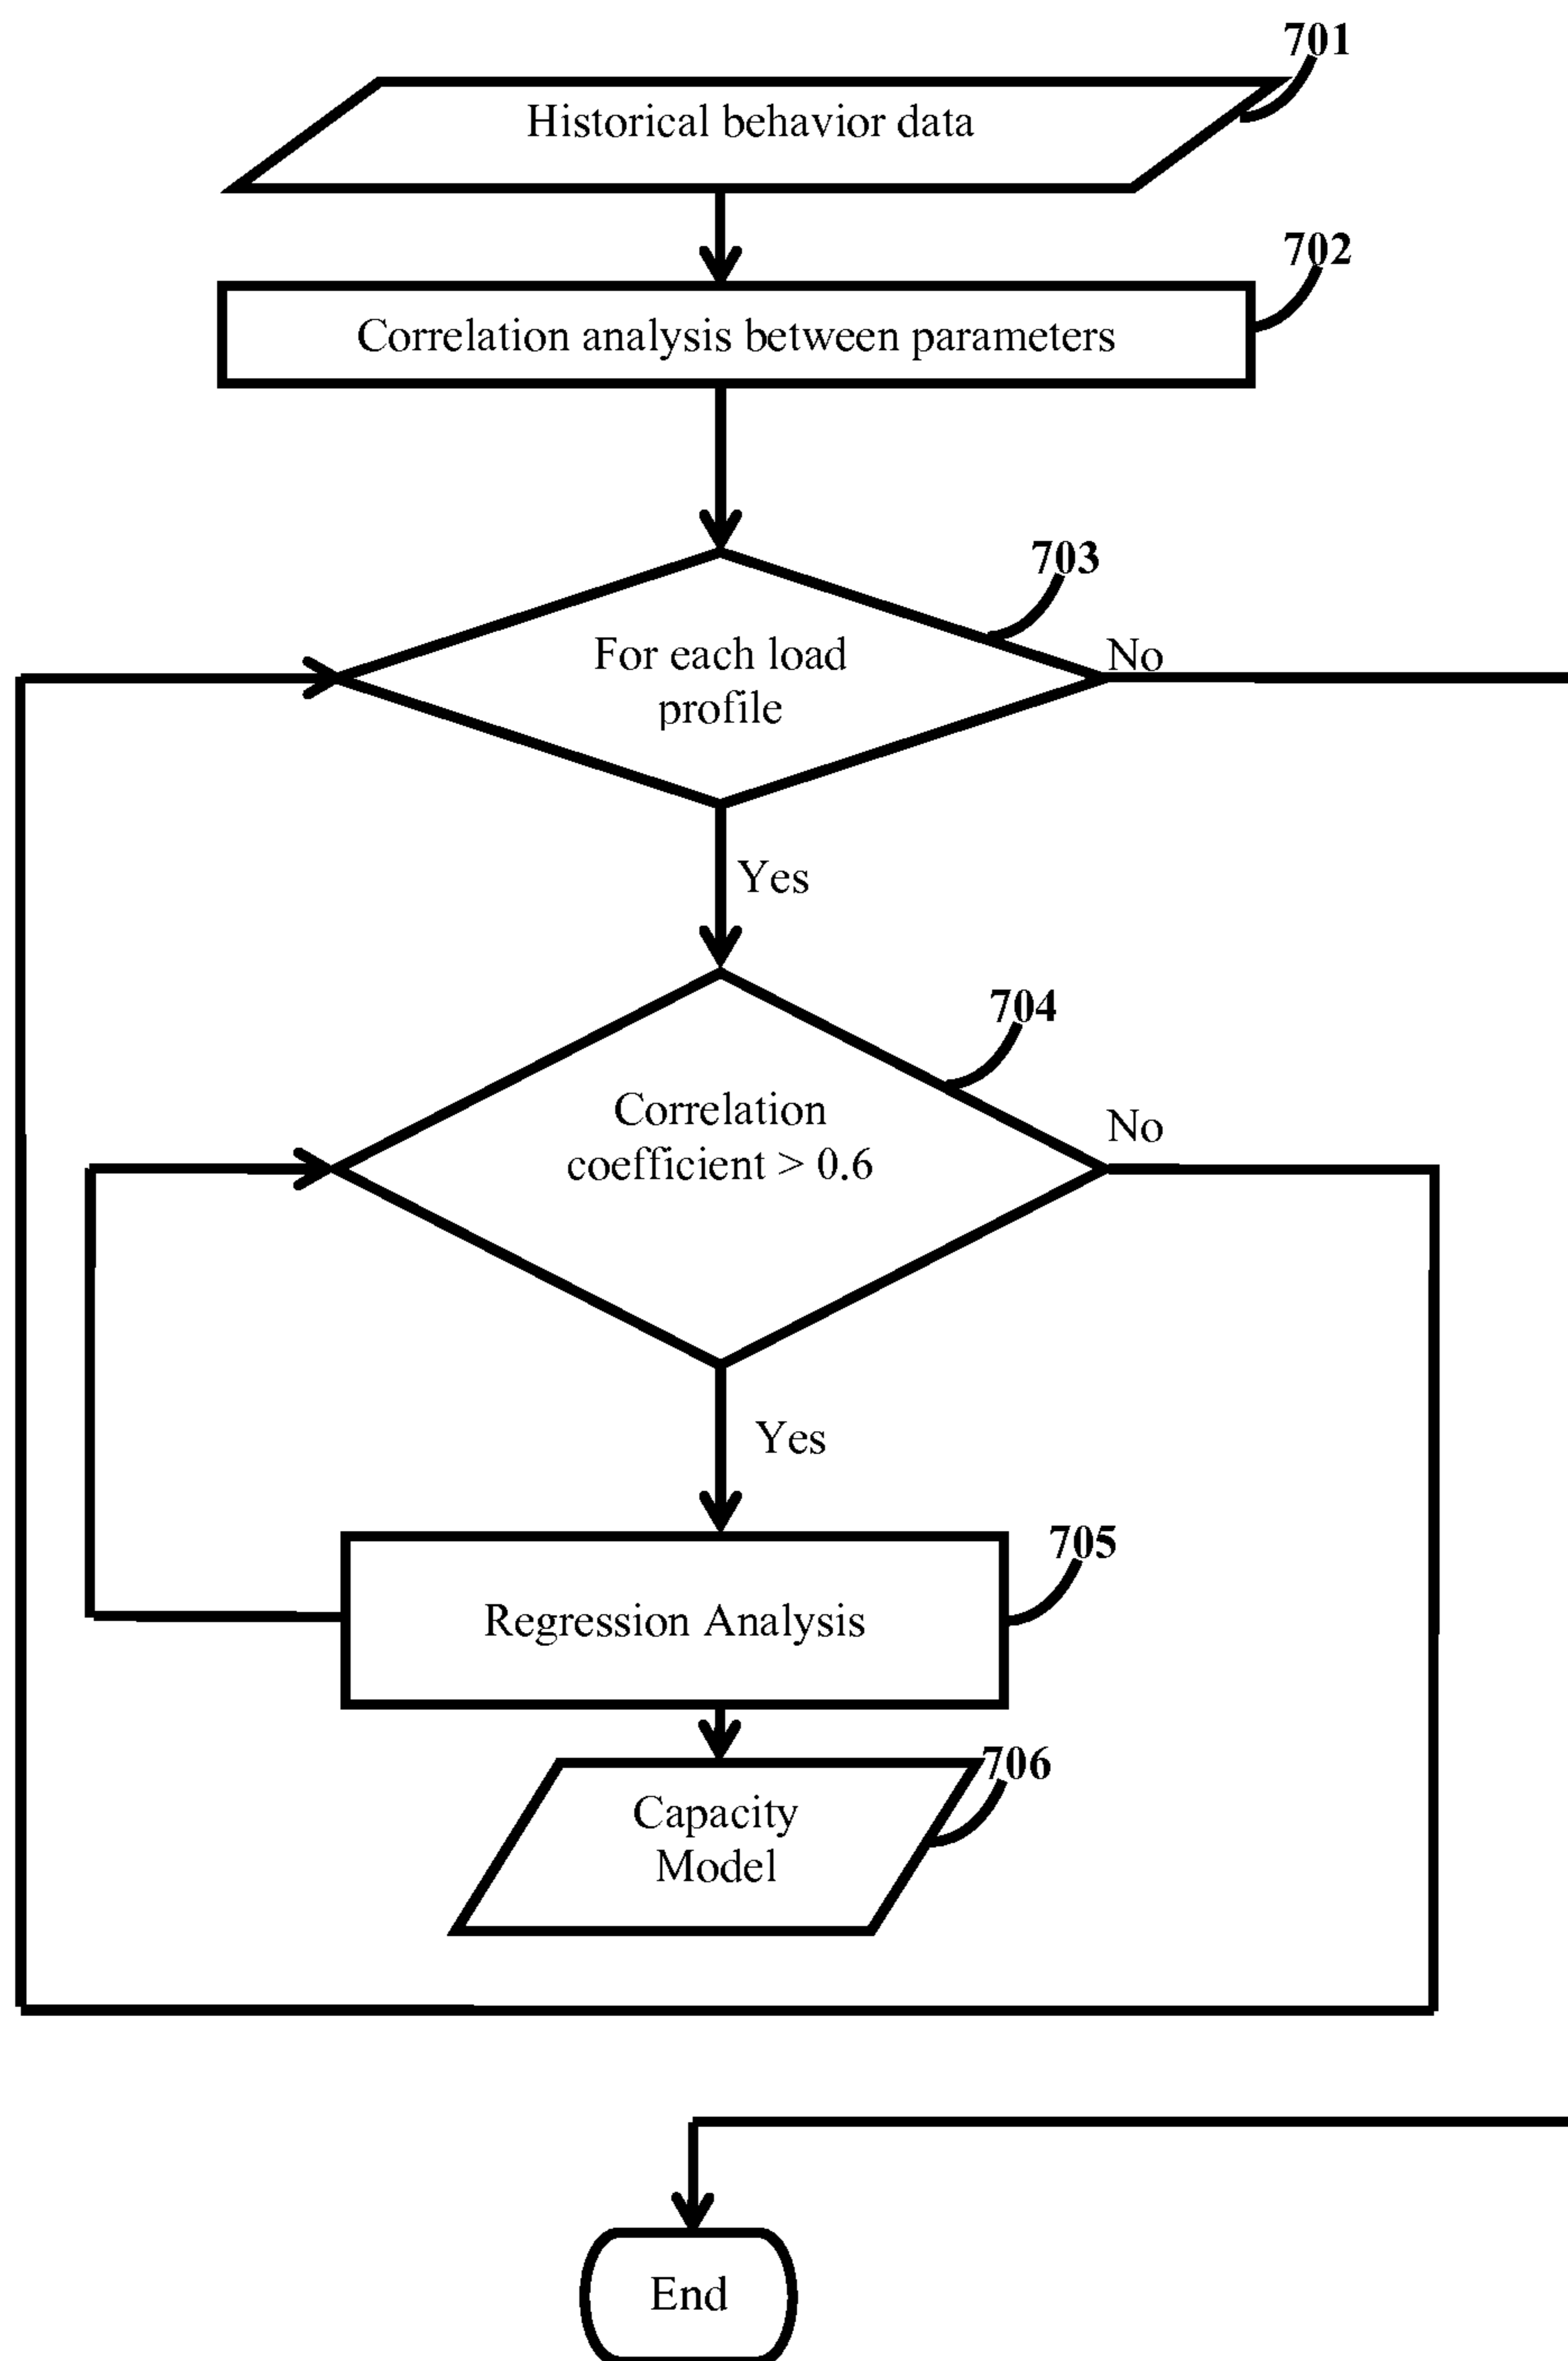 701
Historical behavior data
702
Correlation analysis between parameters
703
For each load
profile
No
Yes
704
Correlation
coefficient > 0.6
No
Yes
705
Regression Analysis
706
Capacity
Model
End